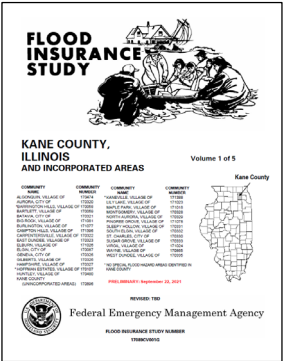 FLOOD
INSURANCE
STUDY
KANE COUNTY,
ILLINOIS
AND INCORPORATED AREAS
Volume 1 of 5
Kane County
COMMUNITY NAME COMMUNITY NUMBER
ALGONQUIN, VILLAGE OF
AURORA, CITY OF
BARRINGTON HILLS, VILLAGE OF
BARTLETT, VILLAGE OF
BATAVIA, CITY OF
BIG ROCK, VILLAGE OF
BURLINGTON, VILLAGE OF
CAMPTON HILLS, VILLAGE OF
CARPENTERSVILLE, VILLAGE OF
EAST DUNDEE, VILLAGE OF
ELBURN, VILLAGE OF
ELGIN, CITY OF
GENEVA, CITY OF
GILBERTS, VILLAGE OF
HAMPSHIRE, VILLAGE OF
*HOFFMAN ESTATES, VILLAGE OF
HUNTLEY, VILLAGE OF
KANE COUNTY
(UNINCORPORATED AREAS)
COMMUNITY NAME COMMUNITY NUMBER
KANEVILLE, VILLAGE OF
LILY LAKE, VILLAGE OF
MAPLE PARK, VILLAGE OF
MONTGOMERY, VILLAGE OF
NORTH AURORA, VILLAGE OF
PINGREE GROVE, VILLAGE OF
SLEEPY HOLLOW, VILLAGE OF
SOUTH ELGIN, VILLAGE OF
ST. CHARLES, CITY OF
SUGAR GROVE, VILLAGE OF
VIRGIL, VILLAGE OF
WAYNE, VILLAGE OF
WEST DUNDEE, VILLAGE OF
*NO SPECIAL FLOOD HAZARD AREAS IDENTIFIED IN
KANE COUNTY
PRELIMINARY: September 22, 2021
REVISED: TBD
Federal Emergency Management Agency
FLOOD INSURANCE STUDY NUMBER
17089CV001G